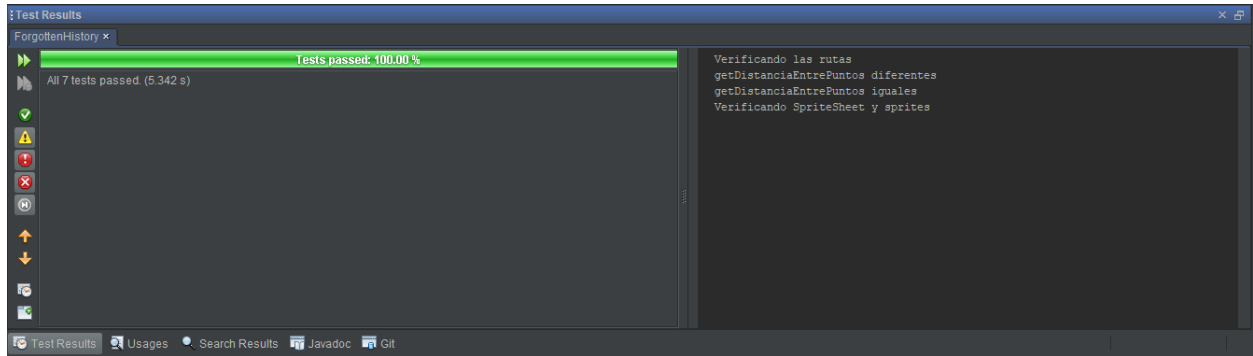 Test Results
ForgottenHistory
Tests passed: 100.00 %
All 7 tests passed. (5.342 s)
Verificando las rutas
getDistanciaEntrePuntos diferentes
getDistanciaEntrePuntos iguales
Verificando SpriteSheet y sprites
Test Results Usages Search Results Javadoc Git